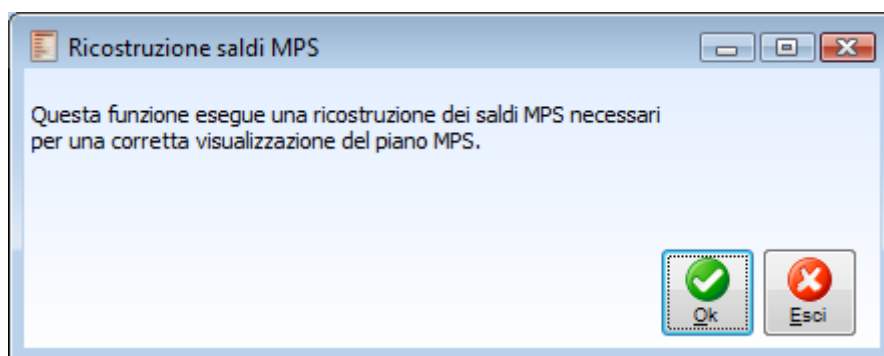 Ricostruzione saldi MPS
Questa funzione esegue una ricostruzione dei saldi MPS necessari
per una corretta visualizzazione del piano MPS.
Ok
Esci